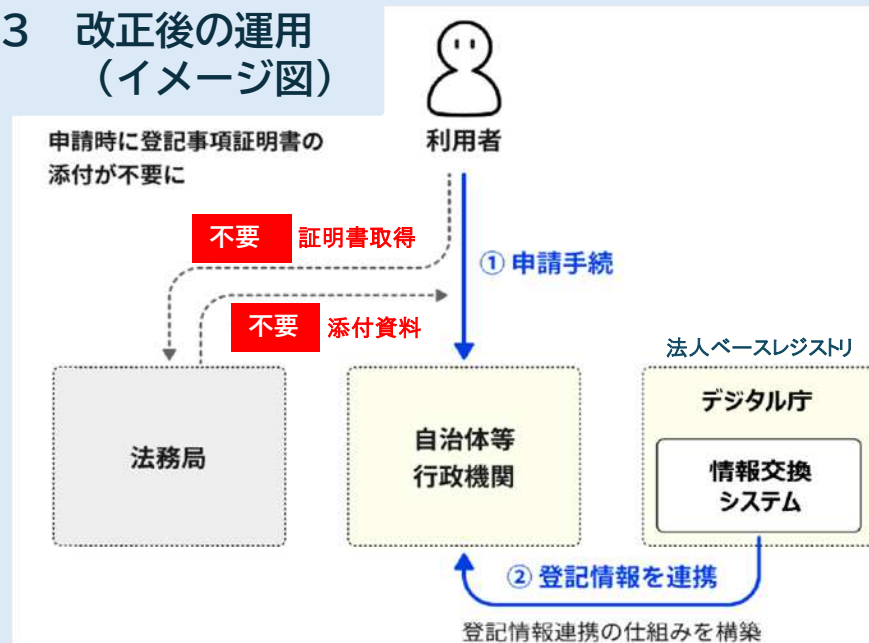 3　改正後の運用
（イメージ図）
申請時に登記事項証明書の
添付が不要に
利用者
不要 証明書取得
① 申請手続
不要 添付資料
法人ベースレジストリ
法務局
自治体等
行政機関
デジタル庁
情報交換
システム
② 登記情報を連携
登記情報連携の仕組みを構築